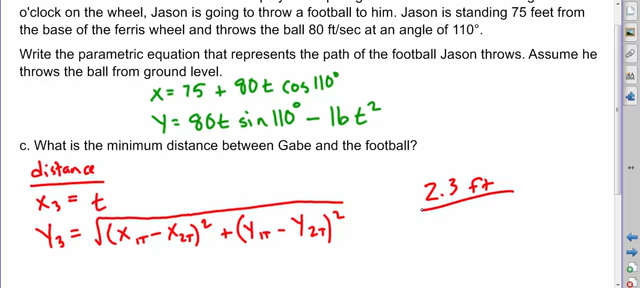 o'clock on the wheel, Jason is going to throw a football to him. Jason is standing 75 feet from
the base of the ferris wheel and throws the ball 80 ft/sec at an angle of 110°.
Write the parametric equation that represents the path of the football Jason throws. Assume he
throws the ball from ground level.
x = 75 + 80t cos 110°
y = 80t sin 110° - 16t²
c. What is the minimum distance between Gabe and the football?
distance
x₃ = t
y₃ = √(x₁ₜ - x₂ₜ)² + (y₁ₜ - y₂ₜ)²
2.3 ft